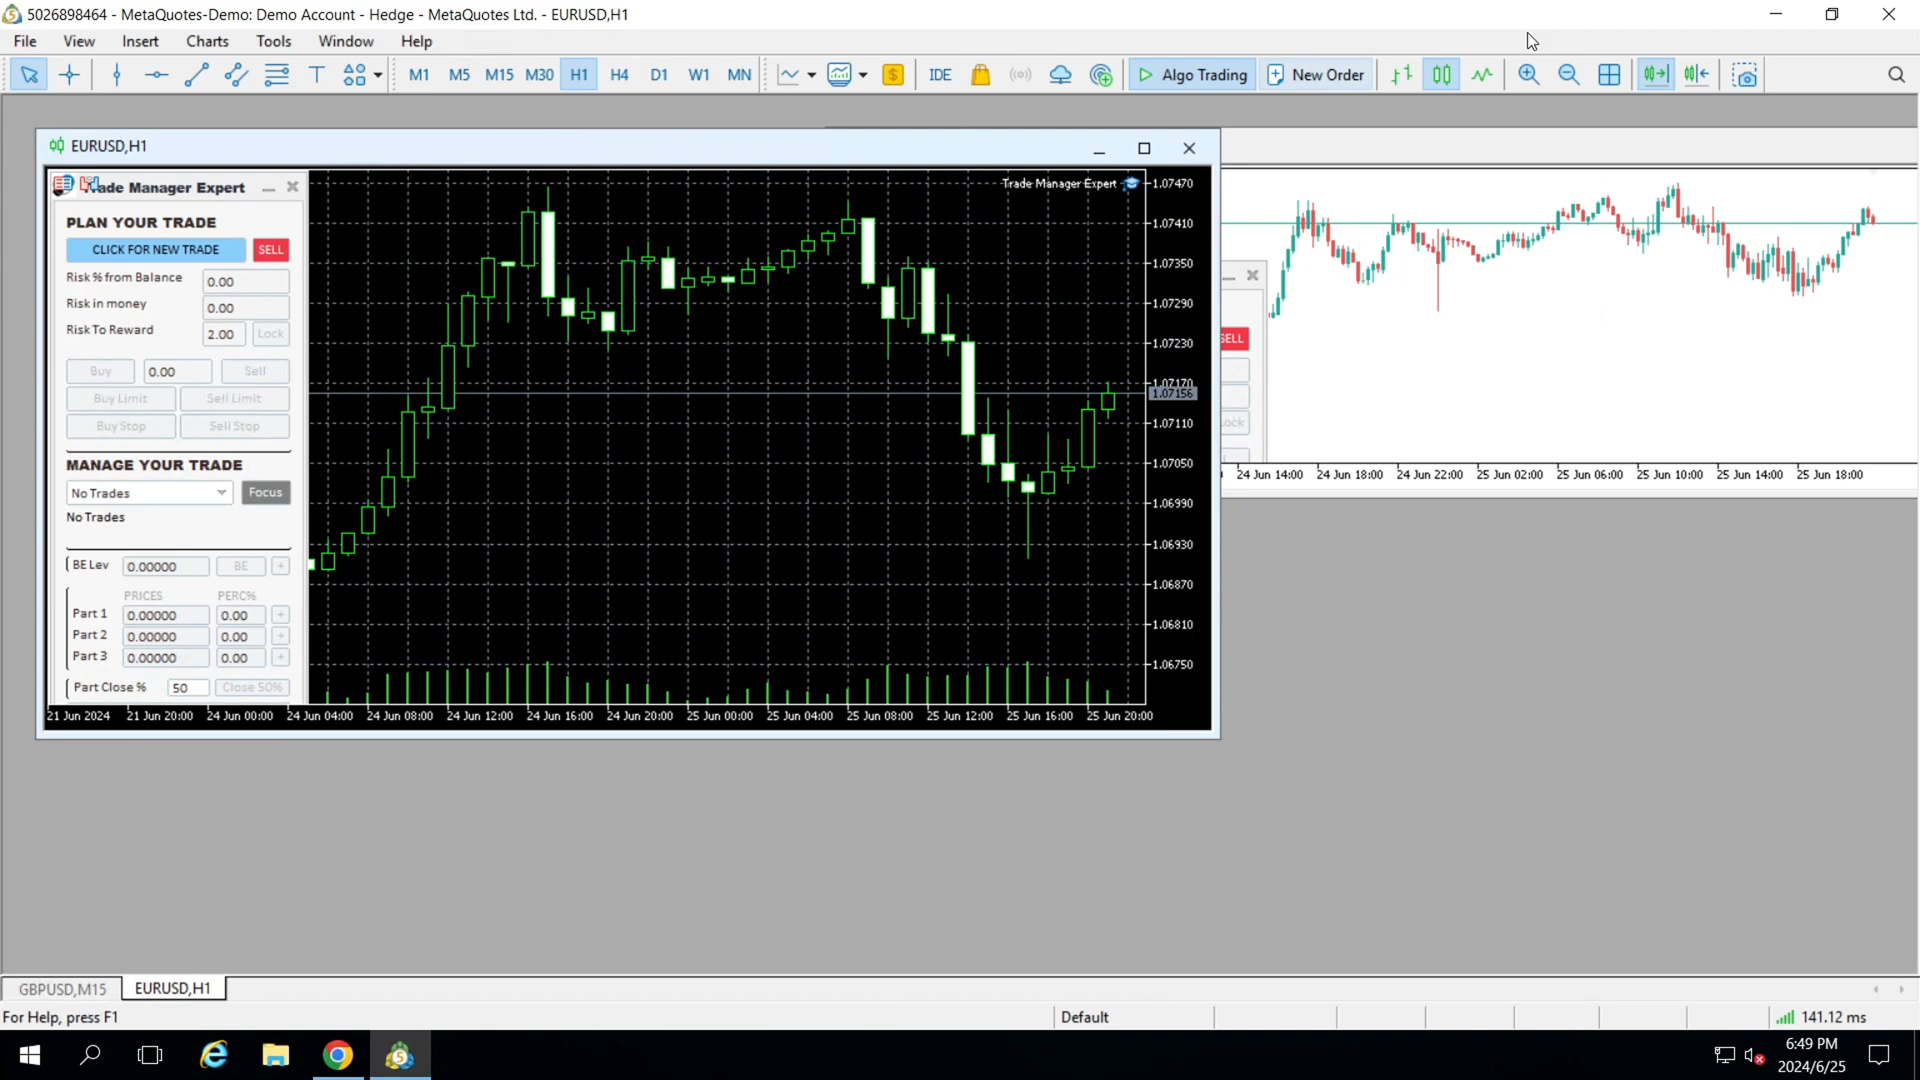 5026898464 - MetaQuotes-Demo: Demo Account - Hedge - MetaQuotes Ltd. - EURUSD,H1
File View Insert Charts Tools Window Help
M1 M5 M15 M30 H1 H4 D1 W1 MN IDE Algo Trading New Order
EURUSD,H1
Trade Manager Expert
PLAN YOUR TRADE
CLICK FOR NEW TRADE SELL
Risk % from Balance 0.00
Risk in money 0.00
Risk To Reward 2.00 Lock
Buy 0.00 Sell
Buy Limit Sell Limit
Buy Stop Sell Stop
MANAGE YOUR TRADE
No Trades Focus
No Trades
BE Lev 0.00000 BE +
PRICES PERC%
Part 1 0.00000 0.00 +
Part 2 0.00000 0.00 +
Part 3 0.00000 0.00 +
Part Close % 50 Close 50%
Trade Manager Expert
1.07470
1.07410
1.07350
1.07290
1.07230
1.07170
1.07156
1.07110
1.07050
1.06990
1.06930
1.06870
1.06810
1.06750
21 Jun 2024 21 Jun 20:00 24 Jun 00:00 24 Jun 04:00 24 Jun 08:00 24 Jun 12:00 24 Jun 16:00 24 Jun 20:00 25 Jun 00:00 25 Jun 04:00 25 Jun 08:00 25 Jun 12:00 25 Jun 16:00 25 Jun 20:00
SELL
Lock
24 Jun 14:00 24 Jun 18:00 24 Jun 22:00 25 Jun 02:00 25 Jun 06:00 25 Jun 10:00 25 Jun 14:00 25 Jun 18:00
GBPUSD,M15 EURUSD,H1
For Help, press F1 Default 141.12 ms
6:49 PM
2024/6/25